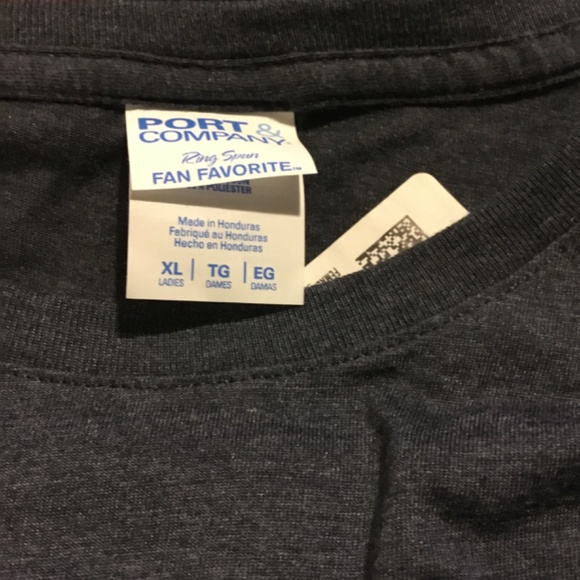 PORT &
COMPANY®
Ring Spun
FAN FAVORITE™
POLIESTER
Made in Honduras
Fabriqué au Honduras
Hecho en Honduras
XL | TG | EG
LADIES DAMES DAMAS